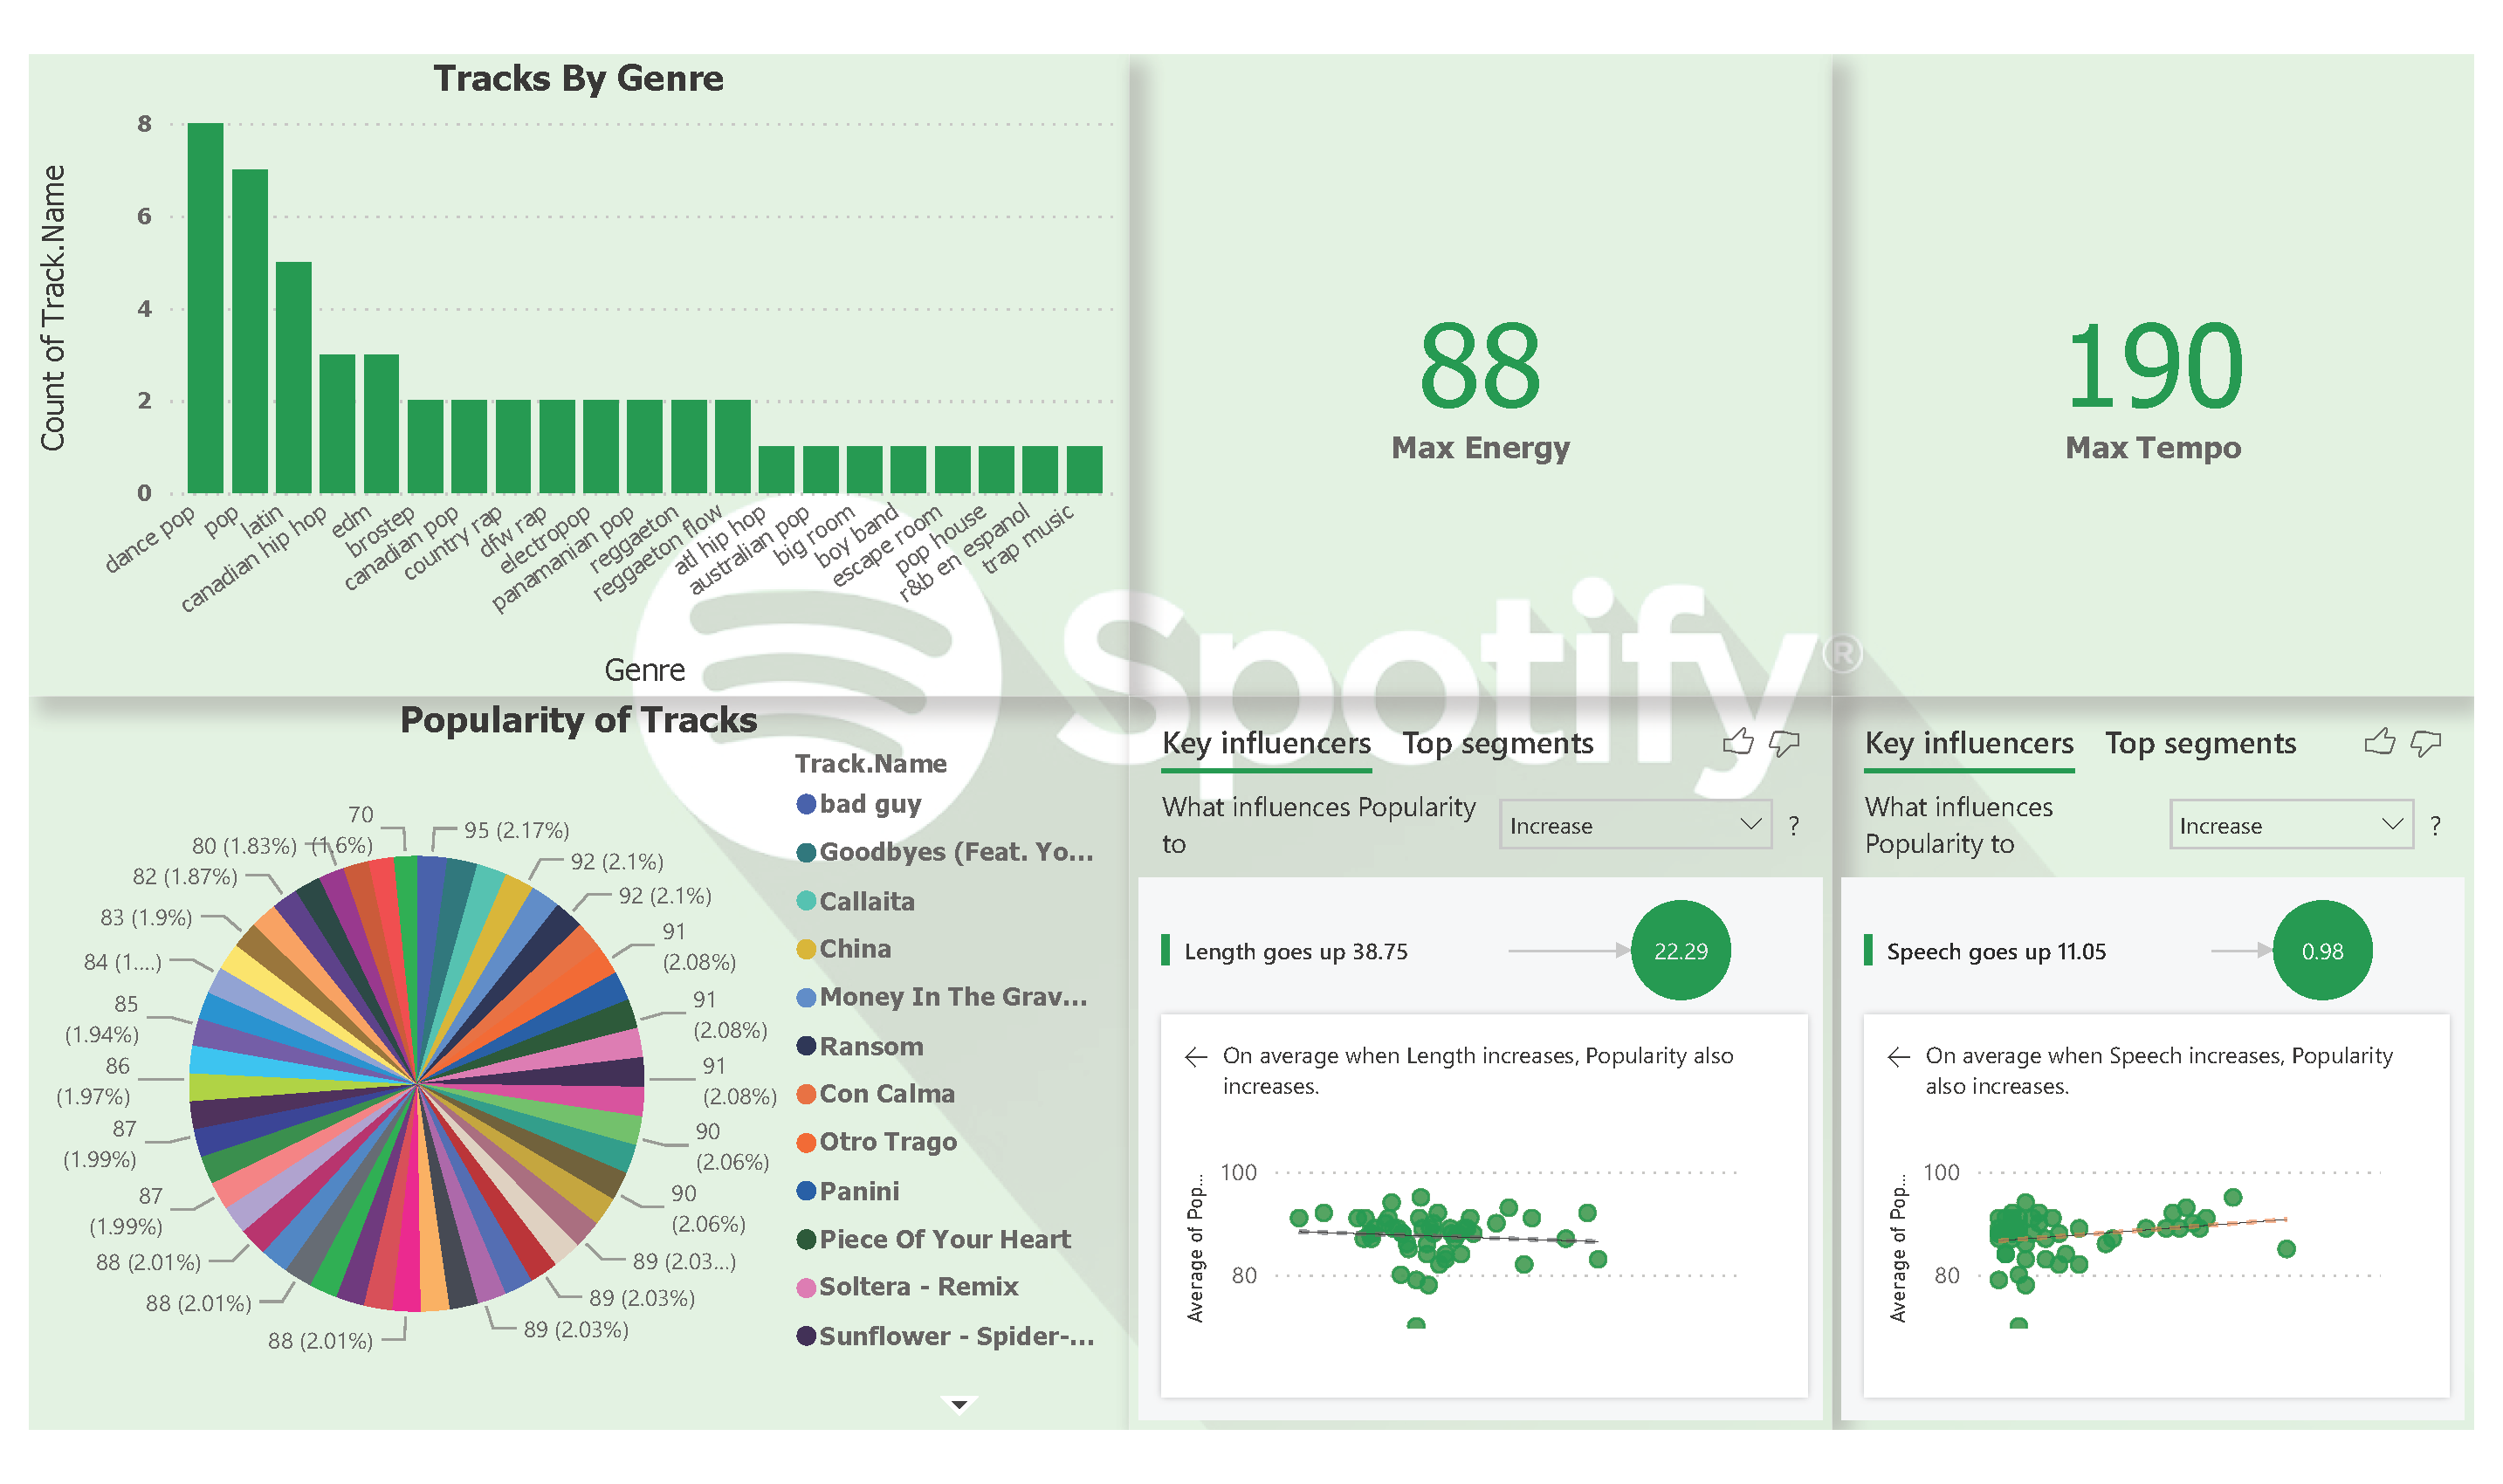 Tracks By Genre
Count of Track.Name
8
6
4
2
0
dance pop
pop
latin
canadian hip hop
edm
brostep
canadian pop
country rap
dfw rap
electropop
panamanian pop
reggaeton
reggaeton flow
atl hip hop
australian pop
big room
boy band
escape room
pop house
r&b en espanol
trap music
Genre
88
Max Energy
190
Max Tempo
Spotify®
Popularity of Tracks
70
(1.6%)
80 (1.83%)
82 (1.87%)
83 (1.9%)
84 (1....)
85
(1.94%)
86
(1.97%)
87
(1.99%)
87
(1.99%)
88 (2.01%)
88 (2.01%)
88 (2.01%)
95 (2.17%)
92 (2.1%)
92 (2.1%)
91
(2.08%)
91
(2.08%)
91
(2.08%)
90
(2.06%)
90
(2.06%)
89 (2.03...)
89 (2.03%)
89 (2.03%)
Track.Name
bad guy
Goodbyes (Feat. Yo...
Callaita
China
Money In The Grav...
Ransom
Con Calma
Otro Trago
Panini
Piece Of Your Heart
Soltera - Remix
Sunflower - Spider-...
Key influencers Top segments
What influences Popularity
to
Increase
?
Length goes up 38.75
22.29
On average when Length increases, Popularity also
increases.
Average of Pop...
100
80
Key influencers Top segments
What influences
Popularity to
Increase
?
Speech goes up 11.05
0.98
On average when Speech increases, Popularity
also increases.
Average of Pop...
100
80